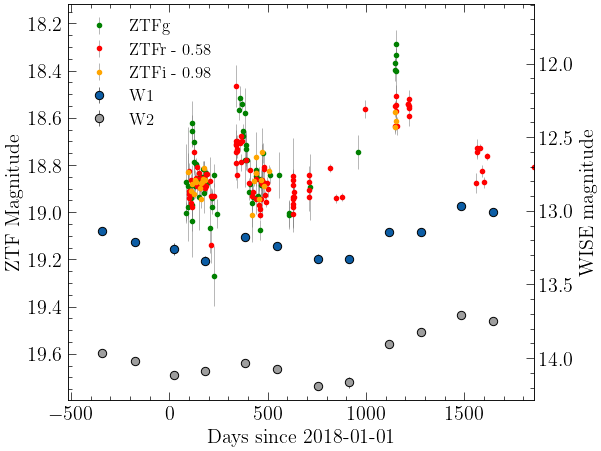 ZTFg
ZTFr - 0.58
ZTFi - 0.98
W1
W2
18.2
18.4
18.6
18.8
19.0
19.2
19.4
19.6
ZTF Magnitude
12.0
12.5
13.0
13.5
14.0
WISE magnitude
−500
0
500
1000
1500
Days since 2018-01-01